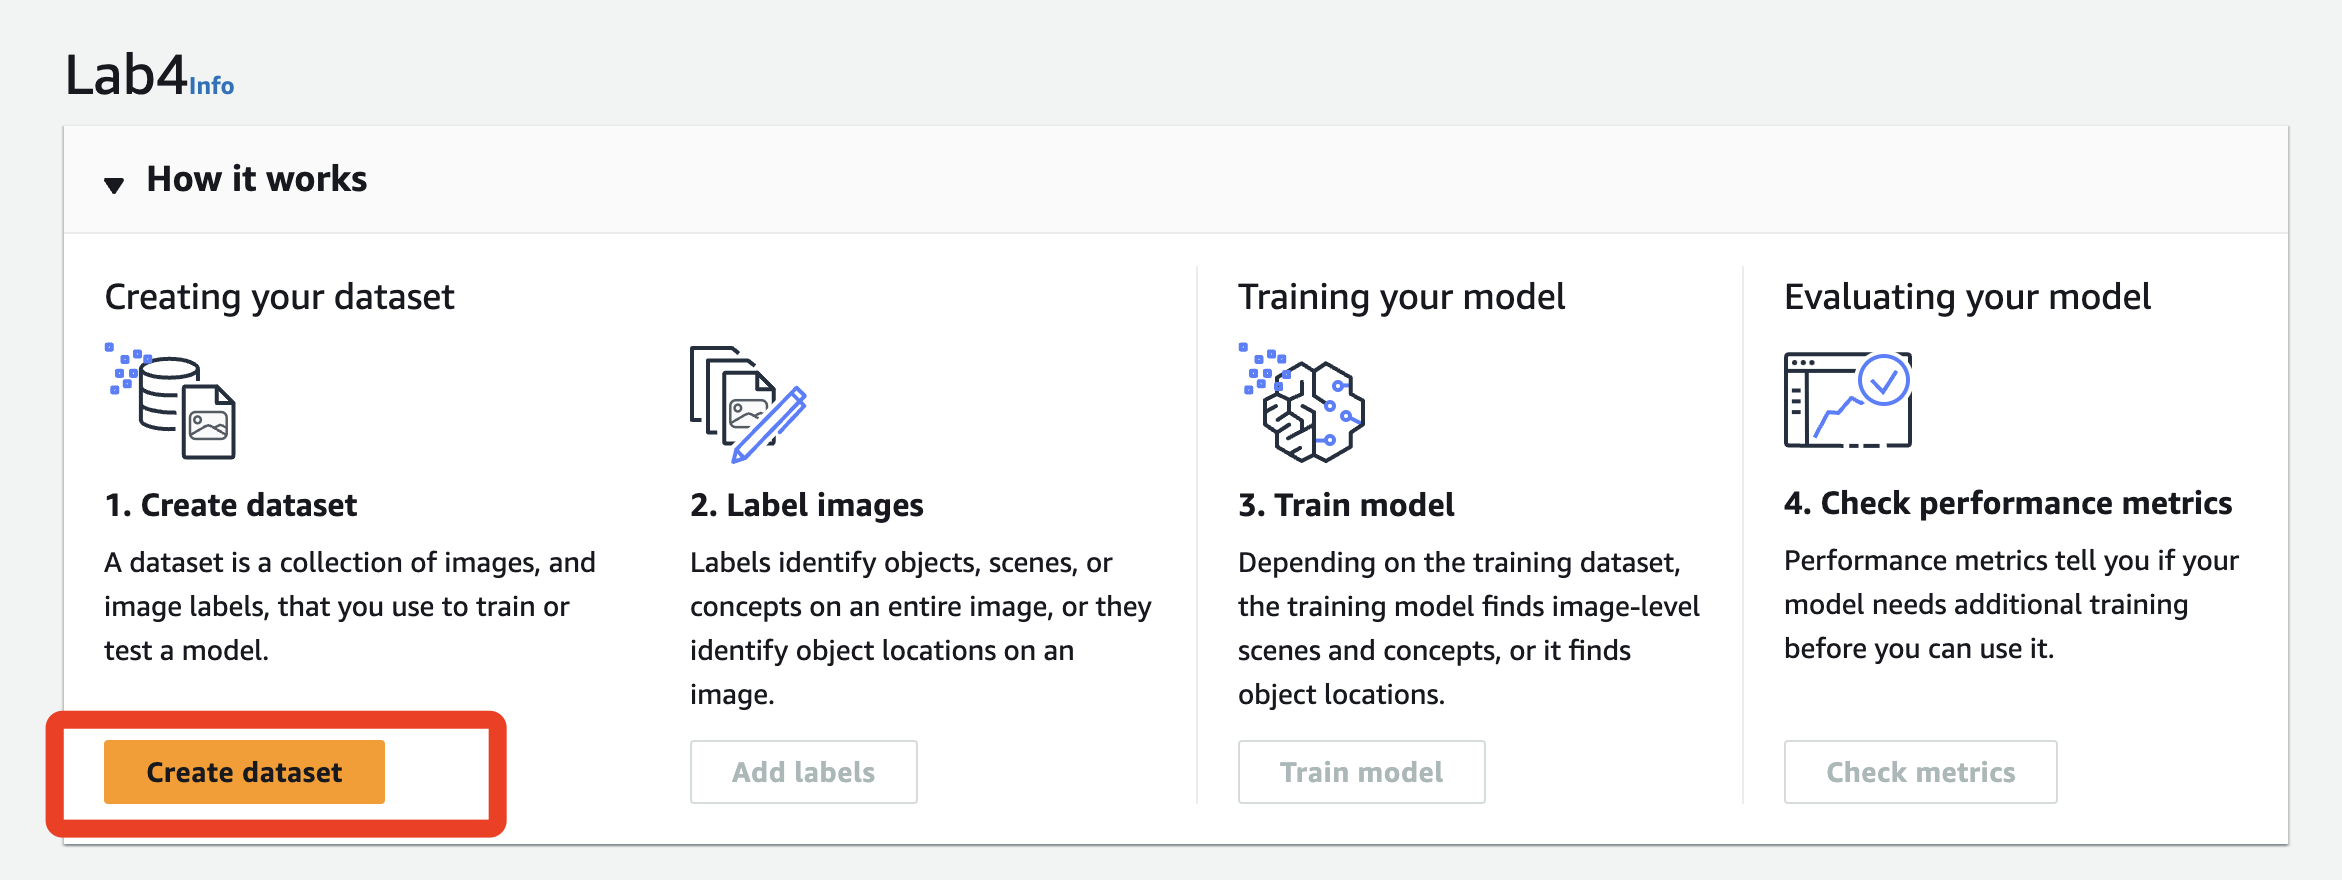 Lab4 Info
How it works
Creating your dataset
1. Create dataset
A dataset is a collection of images, and
image labels, that you use to train or
test a model.
Create dataset
2. Label images
Labels identify objects, scenes, or
concepts on an entire image, or they
identify object locations on an
image.
Add labels
Training your model
3. Train model
Depending on the training dataset,
the training model finds image-level
scenes and concepts, or it finds
object locations.
Train model
Evaluating your model
4. Check performance metrics
Performance metrics tell you if your
model needs additional training
before you can use it.
Check metrics